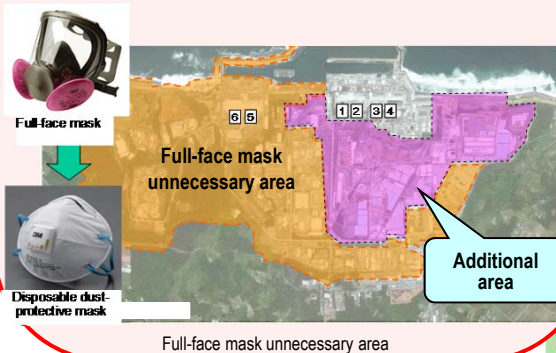 Full-face mask
6 5
1 2 3 4
Full-face mask
unnecessary area
3M
Additional
area
Disposable dust-
protective mask
Full-face mask unnecessary area